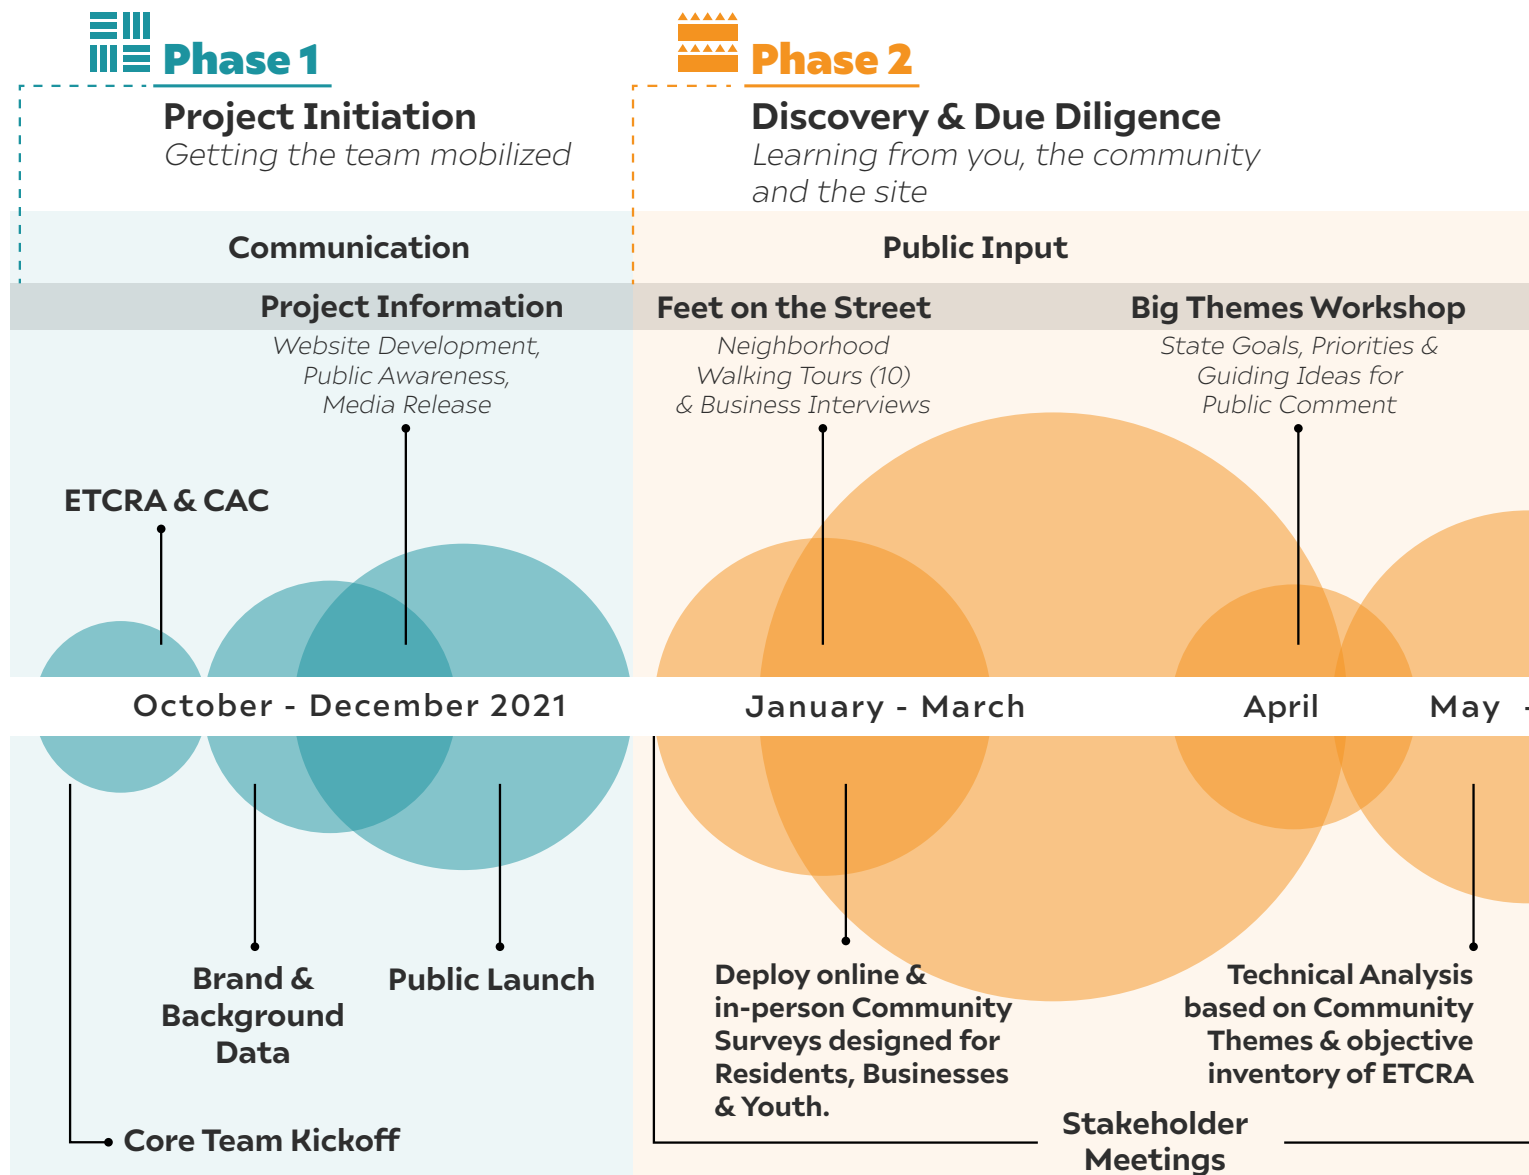 Phase 1
Project Initiation
Getting the team mobilized
Phase 2
Discovery & Due Diligence
Learning from you, the community
and the site
Communication
Public Input
Project Information
Website Development,
Public Awareness,
Media Release
Feet on the Street
Neighborhood
Walking Tours (10)
& Business Interviews
Big Themes Workshop
State Goals, Priorities &
Guiding Ideas for
Public Comment
ETCRA & CAC
October - December 2021
January - March
April
May -
Brand &
Background
Data
Public Launch
Core Team Kickoff
Deploy online &
in-person Community
Surveys designed for
Residents, Businesses
& Youth.
Technical Analysis
based on Community
Themes & objective
inventory of ETCRA
Stakeholder
Meetings